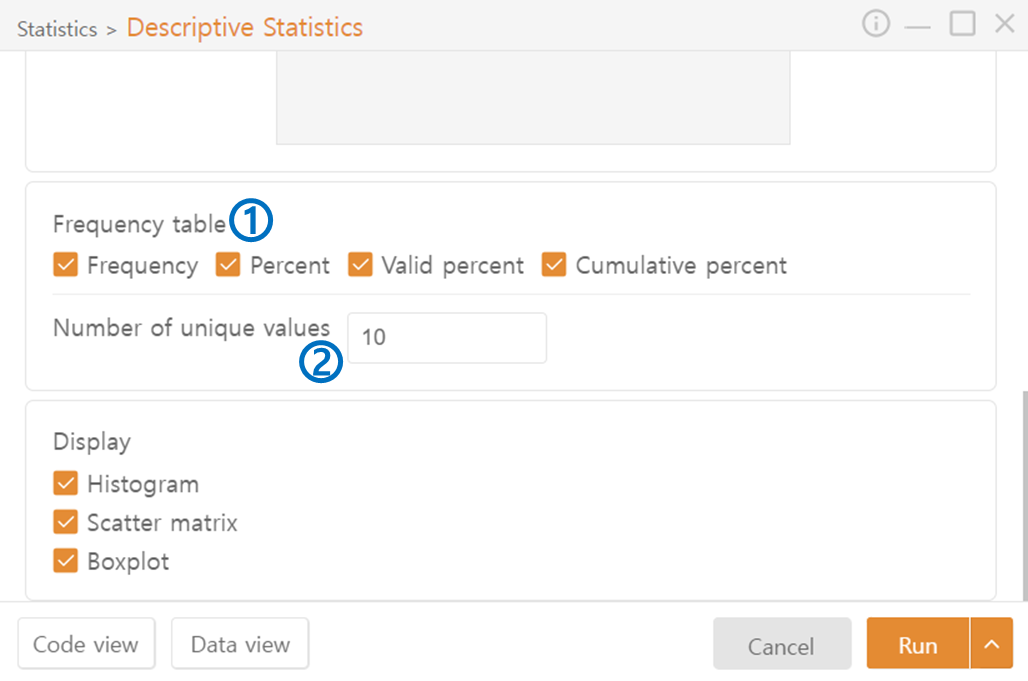 Statistics > Descriptive Statistics
Frequency table ①
Frequency Percent Valid percent Cumulative percent
Number of unique values 10
②
Display
Histogram
Scatter matrix
Boxplot
Code view Data view Cancel Run